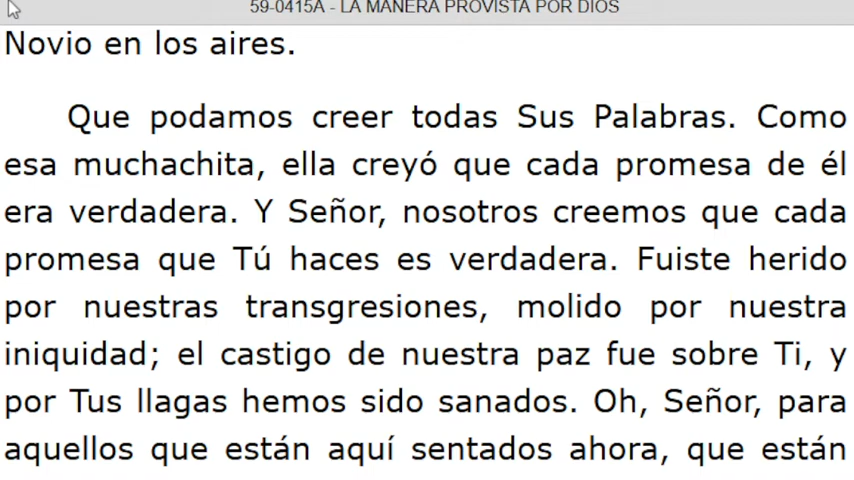 59-0415A - LA MANERA PROVISTA POR DIOS
Novio en los aires.
Que podamos creer todas Sus Palabras. Como
esa muchachita, ella creyó que cada promesa de él
era verdadera. Y Señor, nosotros creemos que cada
promesa que Tú haces es verdadera. Fuiste herido
por nuestras transgresiones, molido por nuestra
iniquidad; el castigo de nuestra paz fue sobre Ti, y
por Tus llagas hemos sido sanados. Oh, Señor, para
aquellos que están aquí sentados ahora, que están